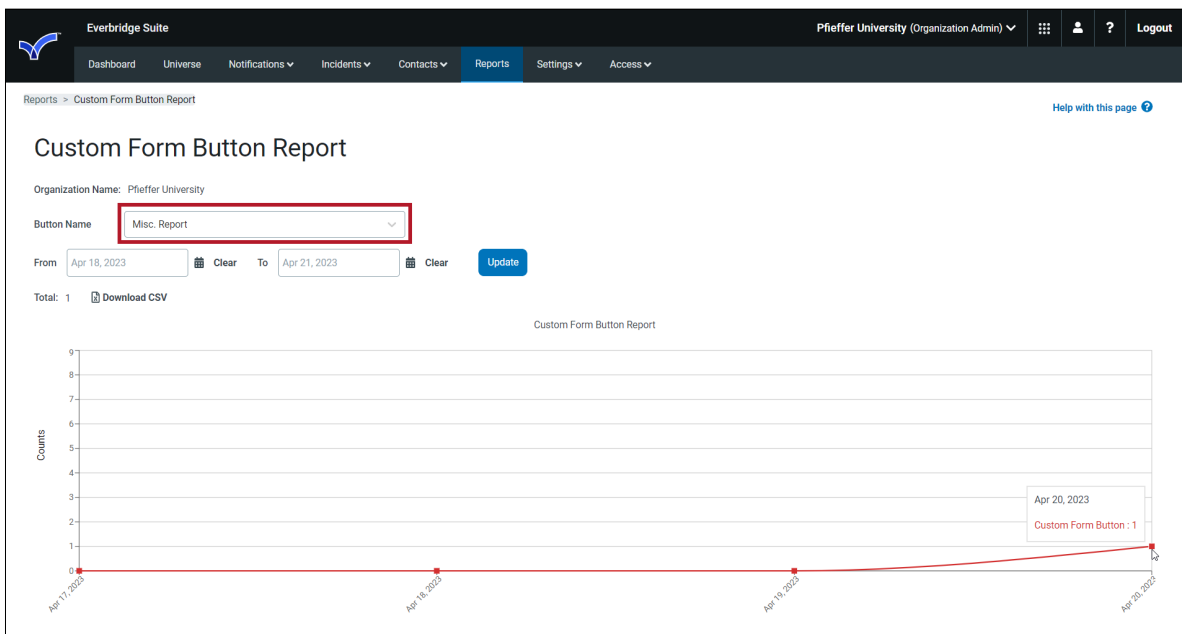 Everbridge Suite
Pfieffer University (Organization Admin)
?
Logout
Dashboard
Universe
Notifications
Incidents
Contacts
Reports
Settings
Access
Reports > Custom Form Button Report
Help with this page ?
Custom Form Button Report
Organization Name: Pfieffer University
Button Name Misc. Report
From Apr 18, 2023 Clear To Apr 21, 2023 Clear Update
Total: 1 Download CSV
Custom Form Button Report
9
8
7
6
5
4
3
2
1
0
Counts
Apr 20, 2023
Custom Form Button : 1
Apr 17, 2023
Apr 18, 2023
Apr 19, 2023
Apr 20, 2023